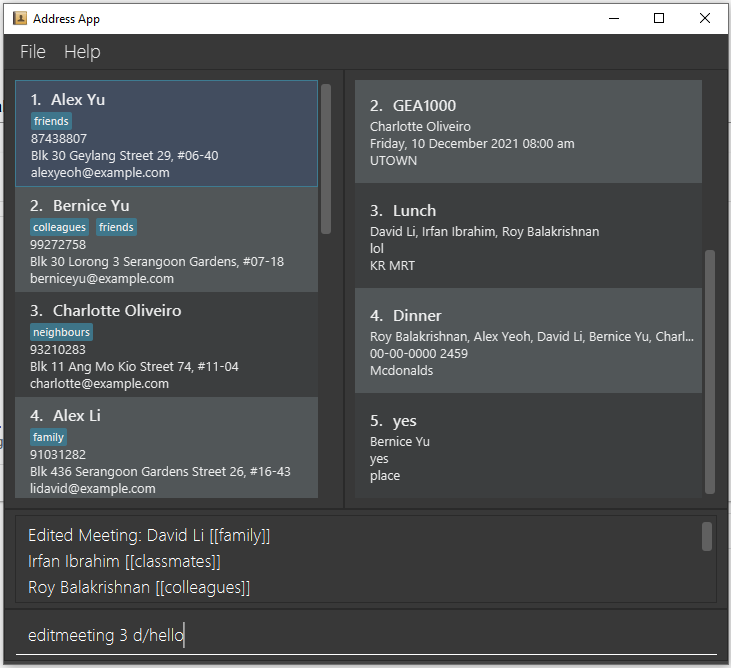 Address App
File Help
1. Alex Yu
friends
87438807
Blk 30 Geylang Street 29, #06-40
alexyeoh@example.com
2. Bernice Yu
colleagues friends
99272758
Blk 30 Lorong 3 Serangoon Gardens, #07-18
berniceyu@example.com
3. Charlotte Oliveiro
neighbours
93210283
Blk 11 Ang Mo Kio Street 74, #11-04
charlotte@example.com
4. Alex Li
family
91031282
Blk 436 Serangoon Gardens Street 26, #16-43
lidavid@example.com
2. GEA1000
Charlotte Oliveiro
Friday, 10 December 2021 08:00 am
UTOWN
3. Lunch
David Li, Irfan Ibrahim, Roy Balakrishnan
lol
KR MRT
4. Dinner
Roy Balakrishnan, Alex Yeoh, David Li, Bernice Yu, Charl...
00-00-0000 2459
Mcdonalds
5. yes
Bernice Yu
yes
place
Edited Meeting: David Li [[family]]
Irfan Ibrahim [[classmates]]
Roy Balakrishnan [[colleagues]]
editmeeting 3 d/hello